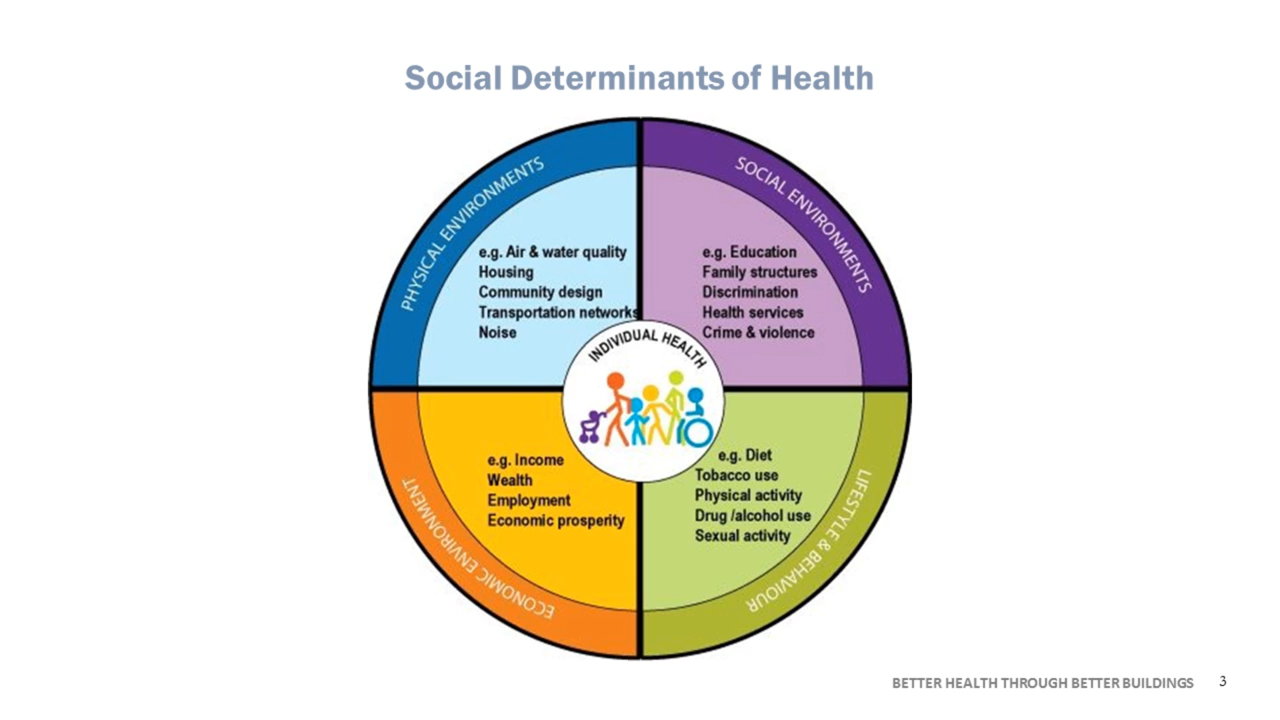 Social Determinants of Health
PHYSICAL ENVIRONMENTS
e.g. Air & water quality
Housing
Community design
Transportation networks
Noise
SOCIAL ENVIRONMENTS
e.g. Education
Family structures
Discrimination
Health services
Crime & violence
INDIVIDUAL HEALTH
ECONOMIC ENVIRONMENT
e.g. Income
Wealth
Employment
Economic prosperity
LIFESTYLE & BEHAVIOUR
e.g. Diet
Tobacco use
Physical activity
Drug /alcohol use
Sexual activity
BETTER HEALTH THROUGH BETTER BUILDINGS 3